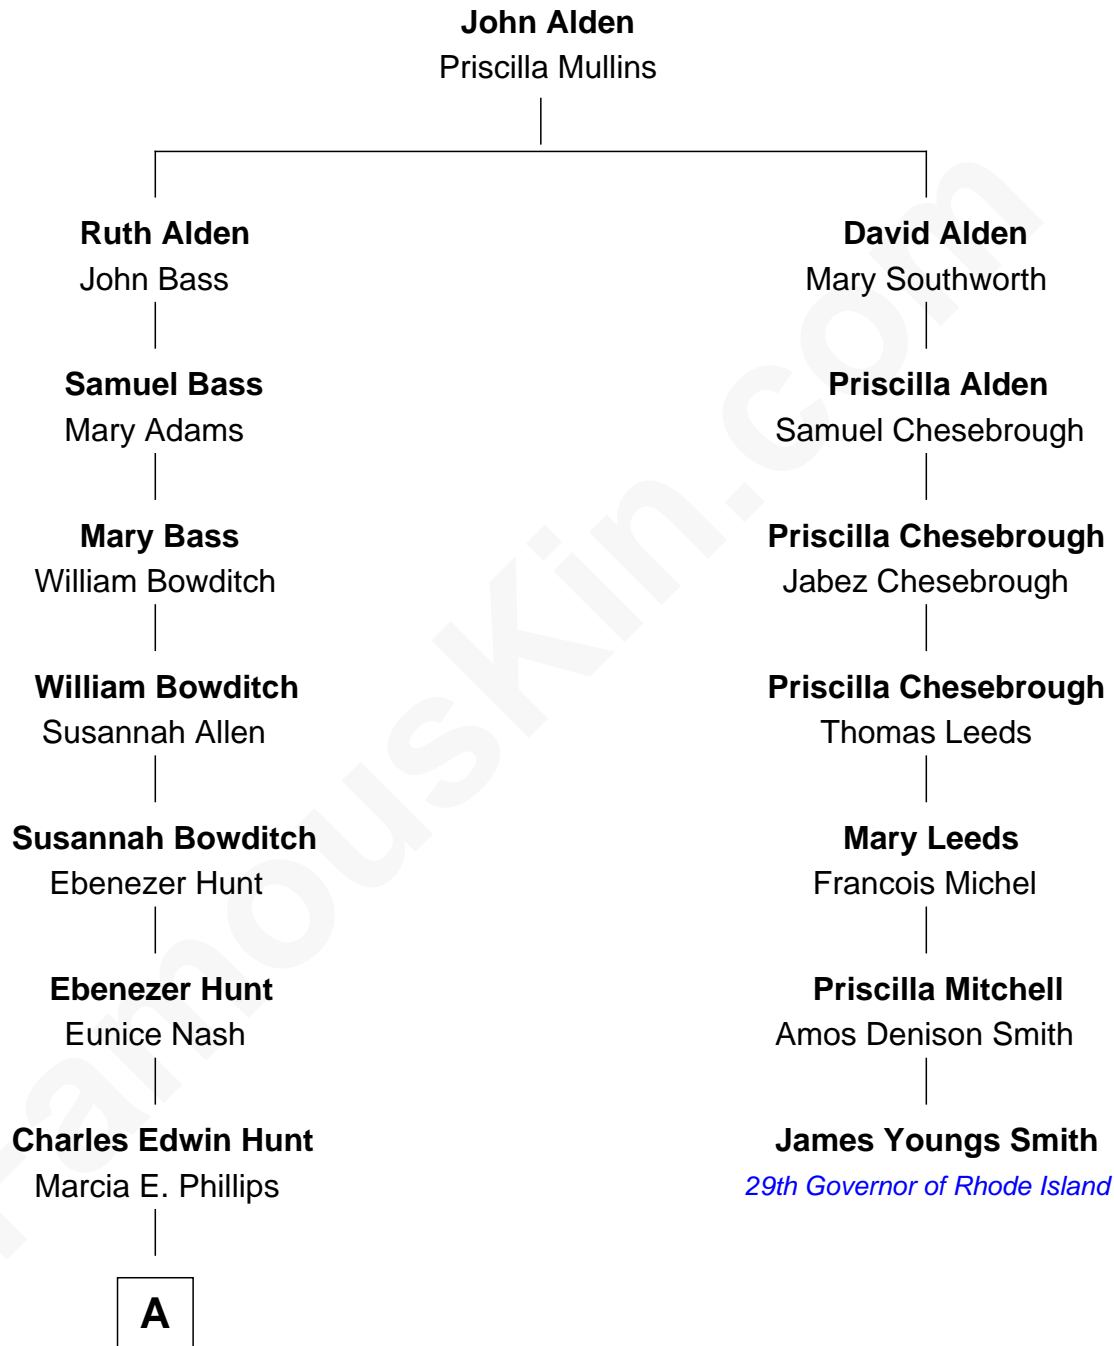 John Alden
Priscilla Mullins
Ruth Alden
John Bass
David Alden
Mary Southworth
Samuel Bass
Mary Adams
Priscilla Alden
Samuel Chesebrough
Mary Bass
William Bowditch
Priscilla Chesebrough
Jabez Chesebrough
William Bowditch
Susannah Allen
Priscilla Chesebrough
Thomas Leeds
Susannah Bowditch
Ebenezer Hunt
Mary Leeds
Francois Michel
Ebenezer Hunt
Eunice Nash
Priscilla Mitchell
Amos Denison Smith
Charles Edwin Hunt
Marcia E. Phillips
James Youngs Smith
29th Governor of Rhode Island
A
FamousKin.com